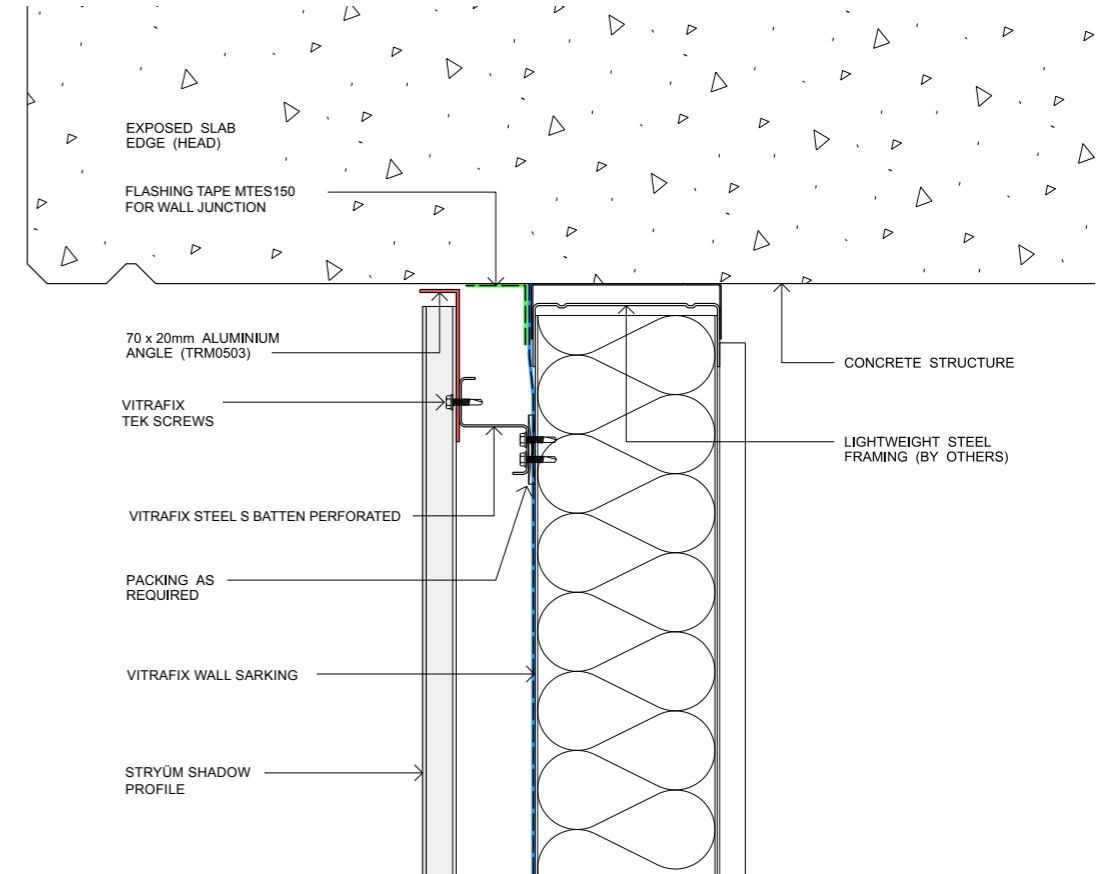 EXPOSED SLAB
EDGE (HEAD)
FLASHING TAPE MTES150
FOR WALL JUNCTION
70 x 20mm ALUMINIUM
ANGLE (TRM0503)
VITRAFIX
TEK SCREWS
VITRAFIX STEEL S BATTEN PERFORATED
PACKING AS
REQUIRED
VITRAFIX WALL SARKING
STRYÜM SHADOW
PROFILE
CONCRETE STRUCTURE
LIGHTWEIGHT STEEL
FRAMING (BY OTHERS)